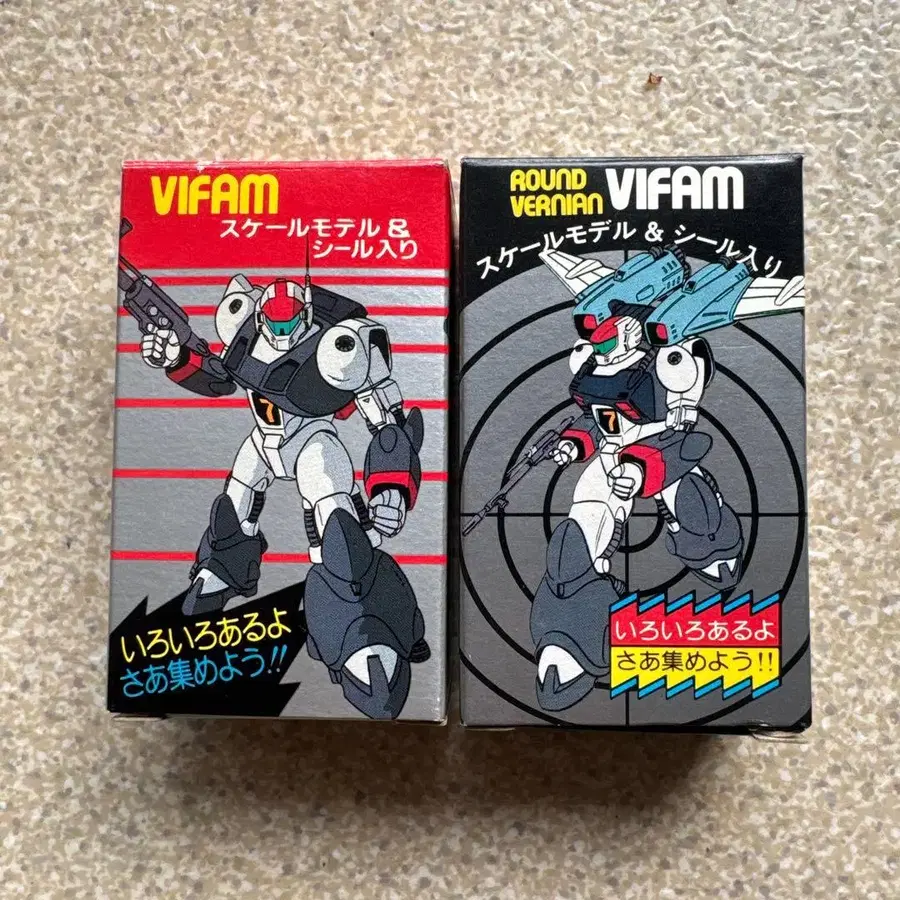 VIFAM
スケールモデル &
シール入り
7
いろいろあるよ
さあ集めよう!!
ROUND
VERNIAN VIFAM
スケールモデル & シール入り
7
いろいろあるよ
さあ集めよう!!